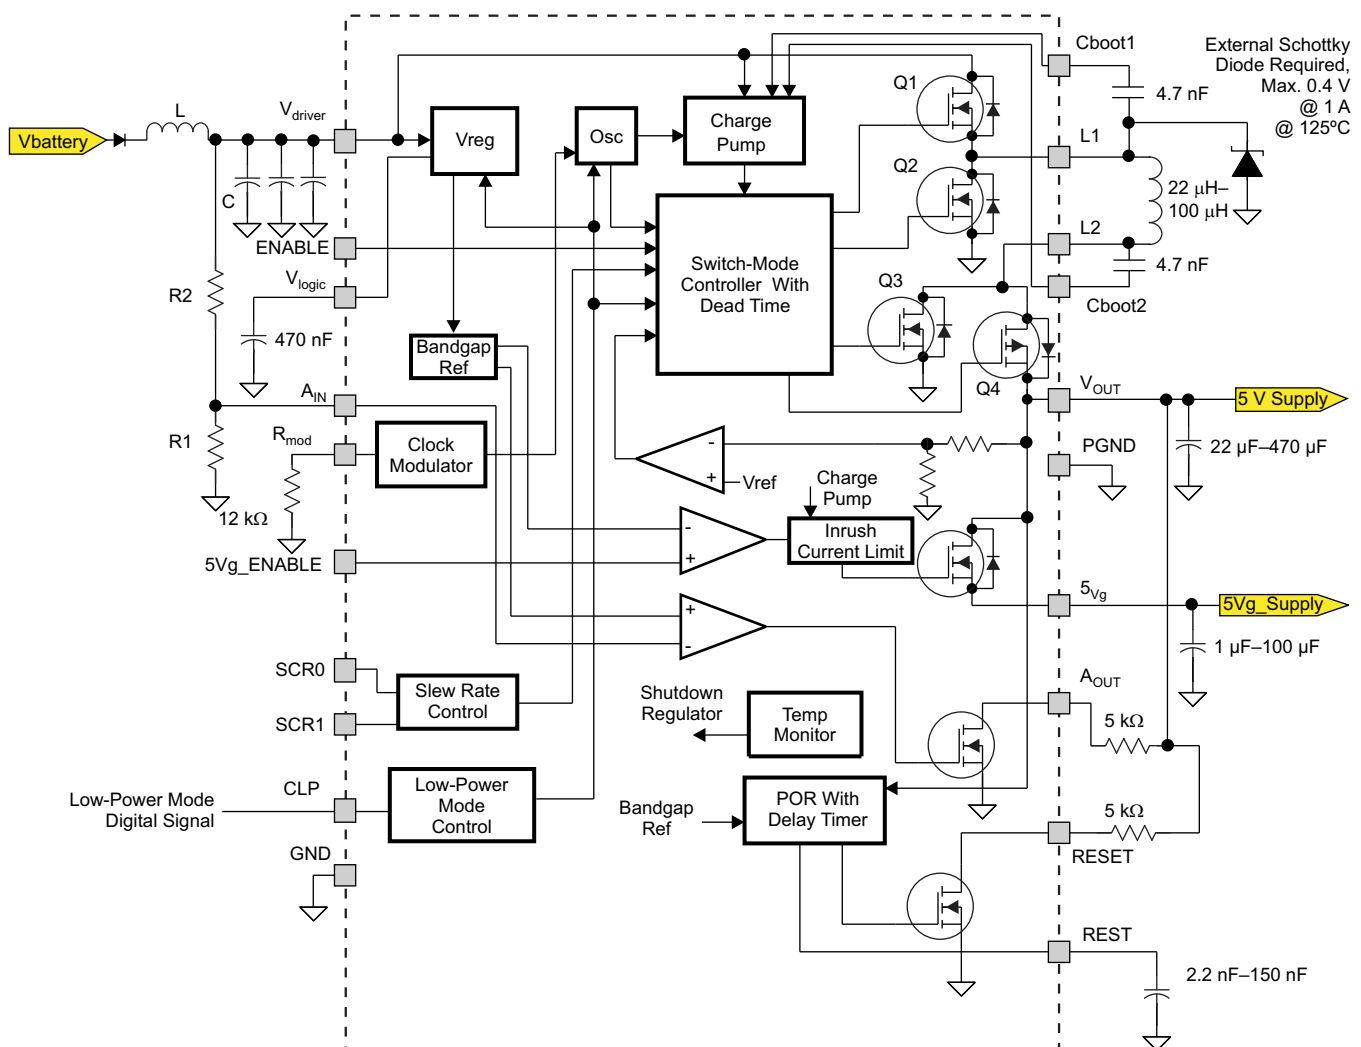 Cboot1
External Schottky
Diode Required,
Max. 0.4 V
@ 1 A
@ 125ºC
Q1
4.7 nF
L
Vdriver
Vbattery
Vreg
Osc
Charge
Pump
L1
Q2
22 µH–
100 µH
C
L2
ENABLE
Switch-Mode
Controller With
Dead Time
4.7 nF
Vlogic
Q3
Cboot2
R2
470 nF
Bandgap
Ref
Q4
AIN
VOUT
5 V Supply
R1
Rmod
Clock
Modulator
-
+
Vref
PGND
22 µF–470 µF
Charge
Pump
12 kΩ
-
+
Inrush
Current Limit
5Vg_ENABLE
5Vg
5Vg_Supply
+
-
1 µF–100 µF
SCR0
Slew Rate
Control
SCR1
Shutdown
Regulator
Temp
Monitor
AOUT
5 kΩ
CLP
Low-Power Mode
Digital Signal
Low-Power
Mode
Control
Bandgap
Ref
POR With
Delay Timer
5 kΩ
RESET
GND
REST
2.2 nF–150 nF